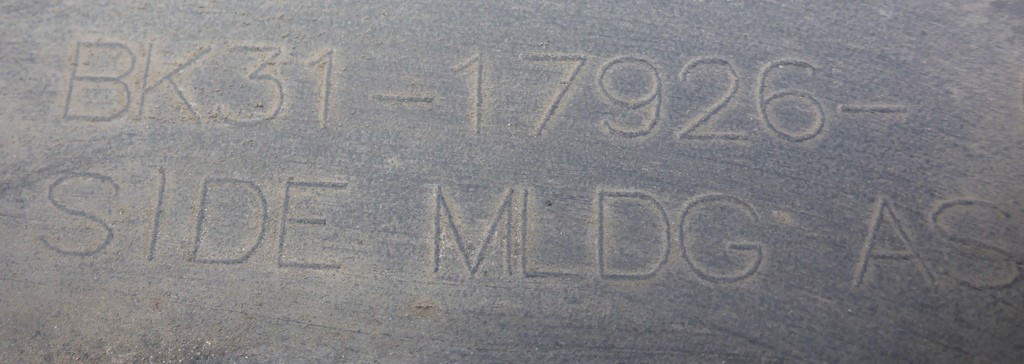 BK31-17926-
SIDE MLDG AS